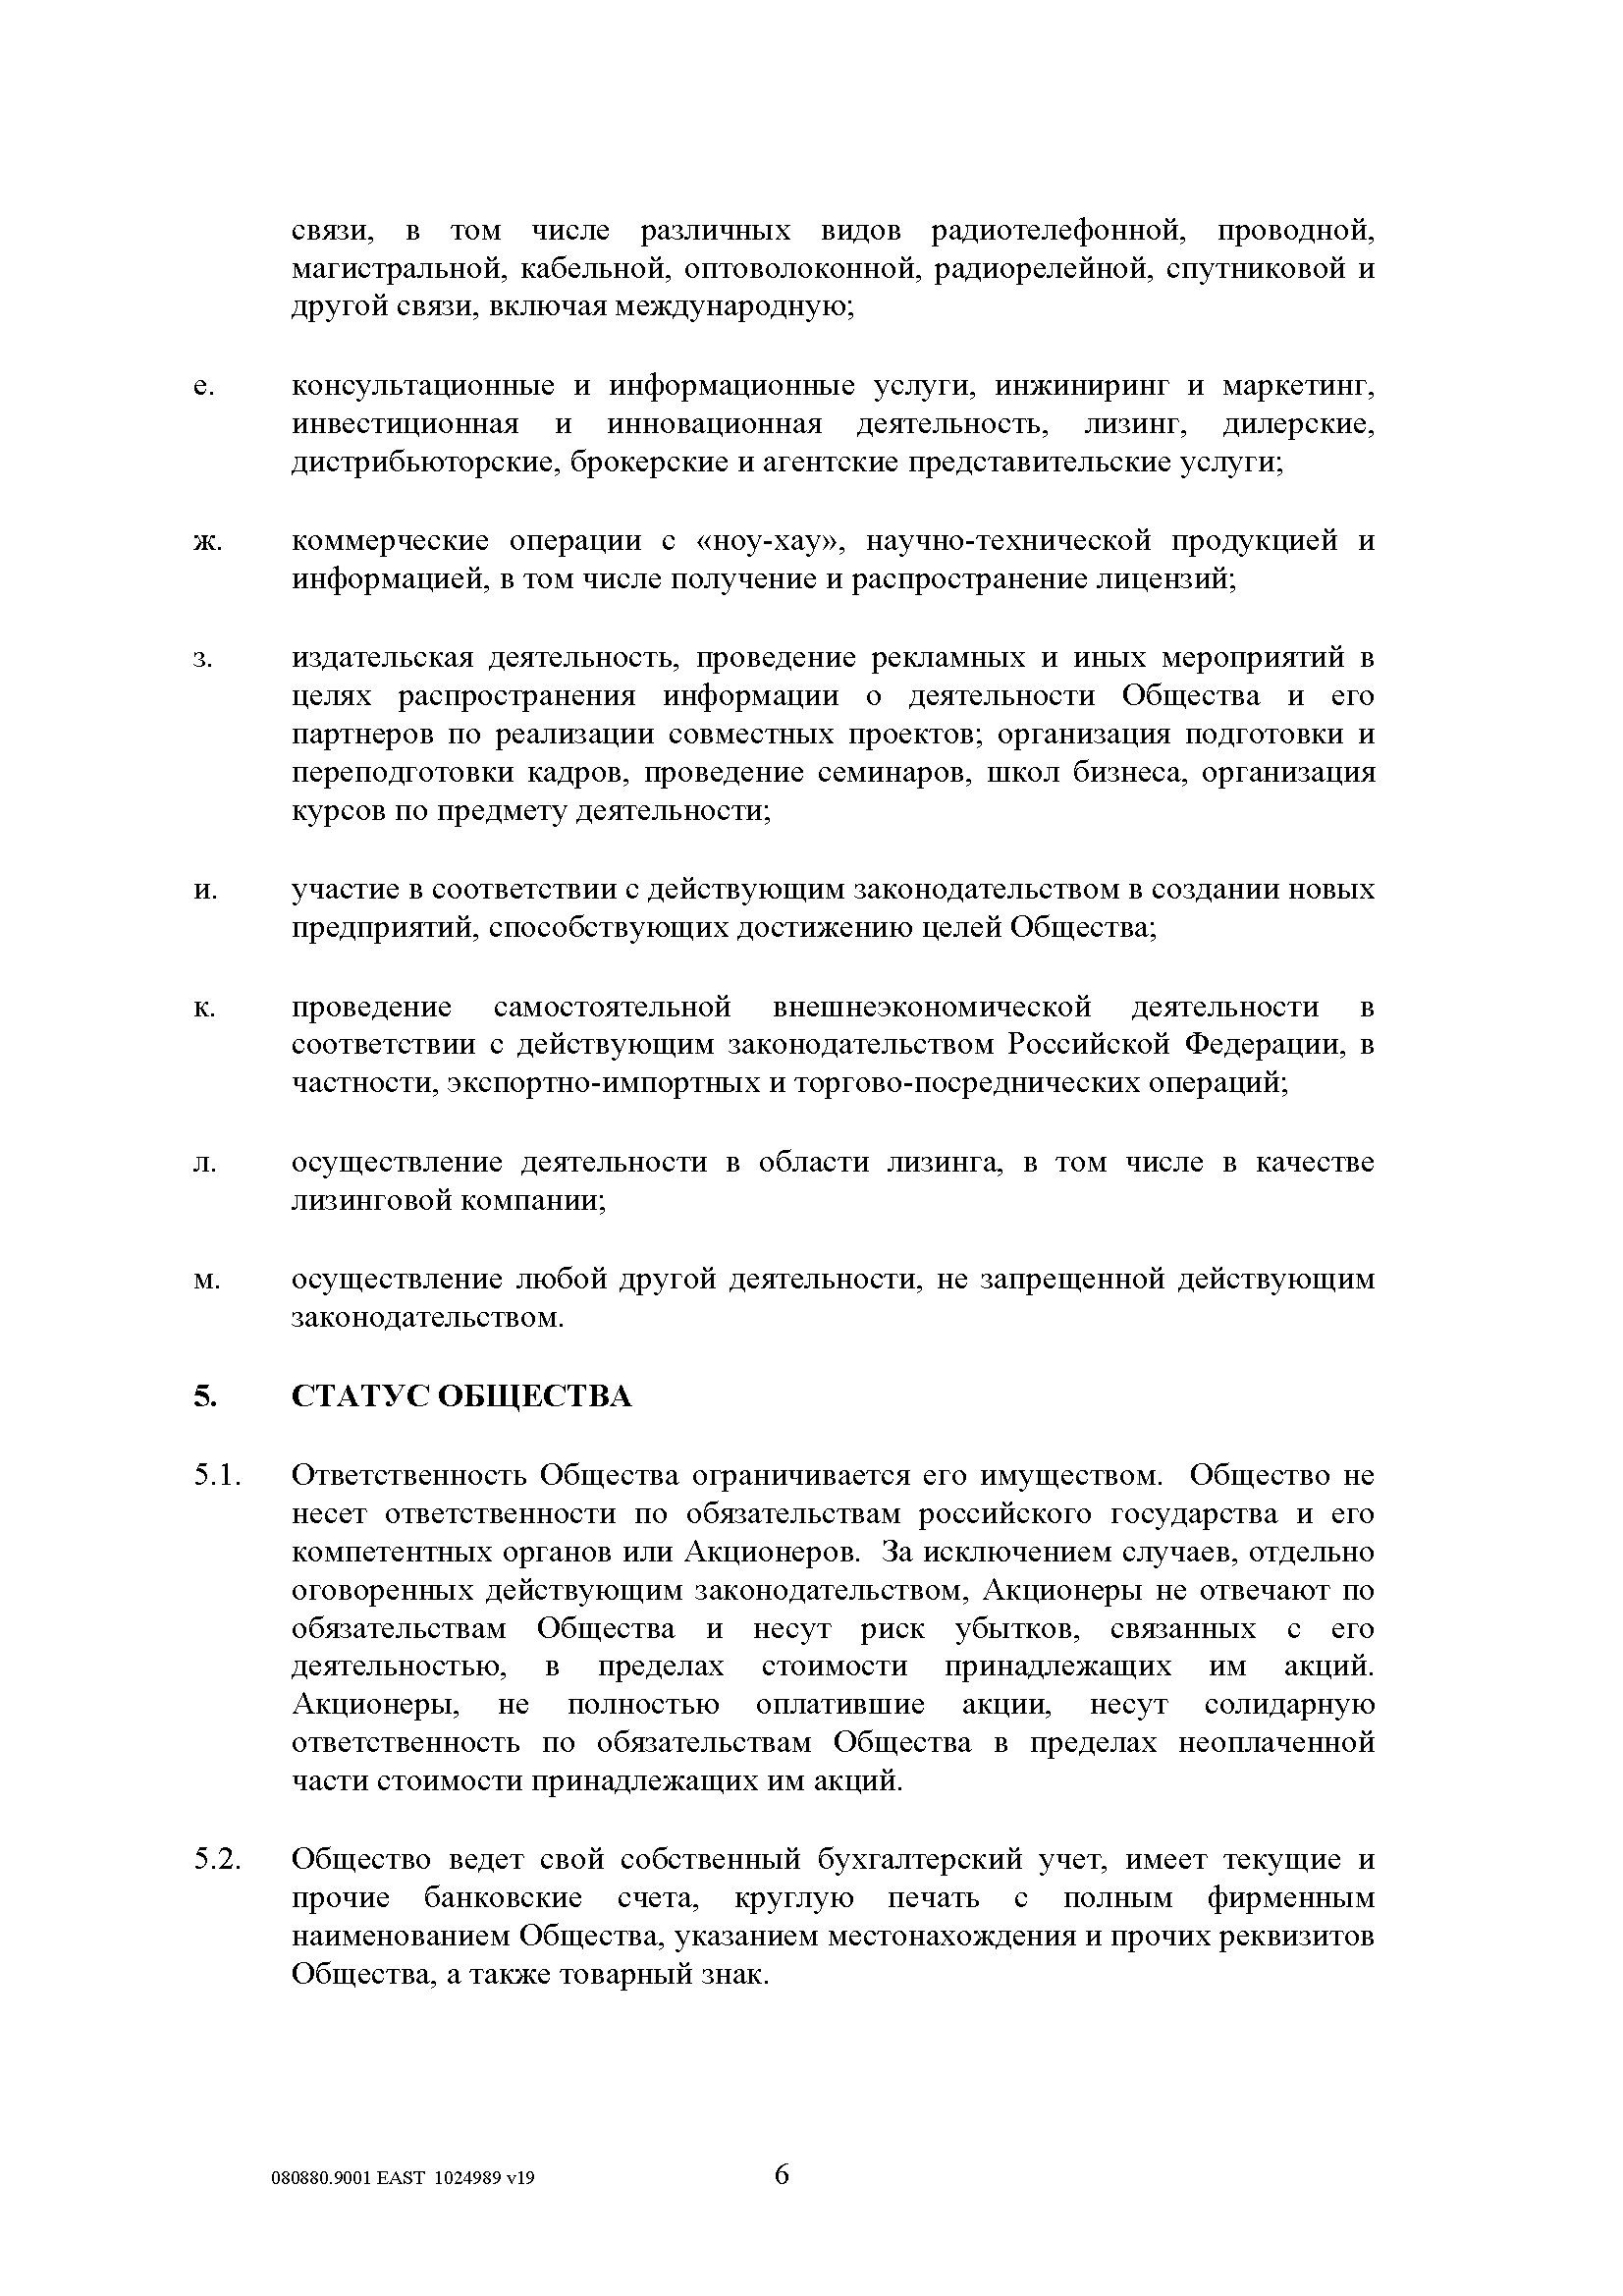 связи, в том числе различных видов радиотелефонной, проводной,
магистральной, кабельной, оптоволоконной, радиорелейной, спутниковой и
другой связи, включая международную;
е. консультационные и информационные услуги, инжиниринг и маркетинг,
инвестиционная и инновационная деятельность, лизинг, дилерские,
дистрибьюторские, брокерские и агентские представительские услуги;
ж. коммерческие операции с «ноу-хау», научно-технической продукцией и
информацией, в том числе получение и распространение лицензий;
з. издательская деятельность, проведение рекламных и иных мероприятий в
целях распространения информации о деятельности Общества и его
партнеров по реализации совместных проектов; организация подготовки и
переподготовки кадров, проведение семинаров, школ бизнеса, организация
курсов по предмету деятельности;
и. участие в соответствии с действующим законодательством в создании новых
предприятий, способствующих достижению целей Общества;
к. проведение самостоятельной внешнеэкономической деятельности в
соответствии с действующим законодательством Российской Федерации, в
частности, экспортно-импортных и торгово-посреднических операций;
л. осуществление деятельности в области лизинга, в том числе в качестве
лизинговой компании;
м. осуществление любой другой деятельности, не запрещенной действующим
законодательством.
5. СТАТУС ОБЩЕСТВА
5.1. Ответственность Общества ограничивается его имуществом. Общество не
несет ответственности по обязательствам российского государства и его
компетентных органов или Акционеров. За исключением случаев, отдельно
оговоренных действующим законодательством, Акционеры не отвечают по
обязательствам Общества и несут риск убытков, связанных с его
деятельностью, в пределах стоимости принадлежащих им акций.
Акционеры, не полностью оплатившие акции, несут солидарную
ответственность по обязательствам Общества в пределах неоплаченной
части стоимости принадлежащих им акций.
5.2. Общество ведет свой собственный бухгалтерский учет, имеет текущие и
прочие банковские счета, круглую печать с полным фирменным
наименованием Общества, указанием местонахождения и прочих реквизитов
Общества, а также товарный знак.
080880.9001 EAST 1024989 v19 6